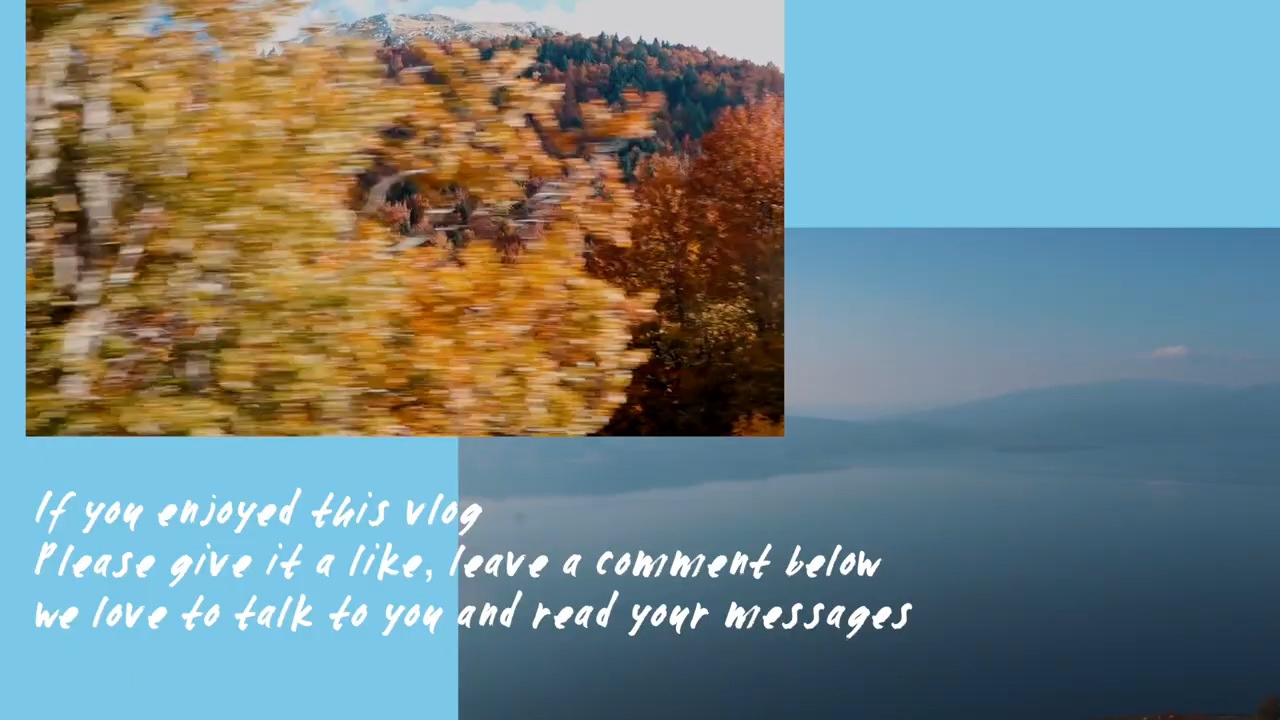 If you enjoyed this vlog
Please give it a like, leave a comment below
we love to talk to you and read your messages